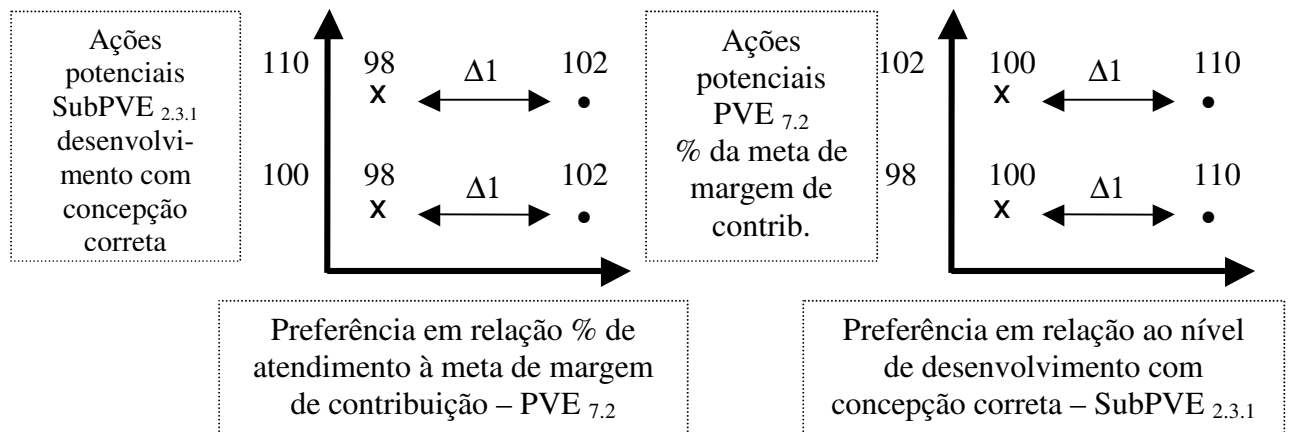 Ações
potenciais
SubPVE 2.3.1
desenvolvi-
mento com
concepção
correta
110
98
Δ1
102
x
•
100
98
Δ1
102
x
•
Preferência em relação % de
atendimento à meta de margem
de contribuição – PVE 7.2
Ações
potenciais
PVE 7.2
% da meta de
margem de
contrib.
102
100
Δ1
110
x
•
98
100
Δ1
110
x
•
Preferência em relação ao nível
de desenvolvimento com
concepção correta – SubPVE 2.3.1